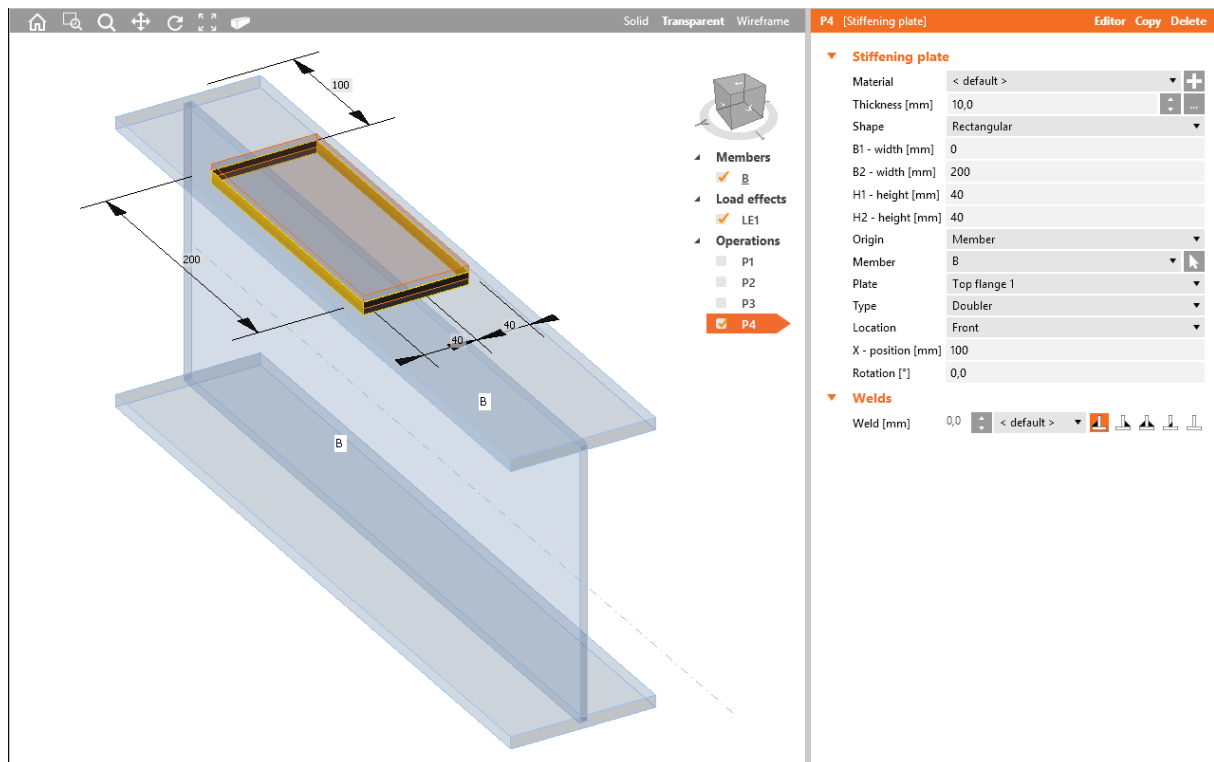 Solid Transparent Wireframe
P4 [Stiffening plate] Editor Copy Delete
100
200
40
40
B
B
Members
B
Load effects
LE1
Operations
P1
P2
P3
P4
Stiffening plate
Material < default >
Thickness [mm] 10,0 ...
Shape Rectangular
B1 - width [mm] 0
B2 - width [mm] 200
H1 - height [mm] 40
H2 - height [mm] 40
Origin Member
Member B
Plate Top flange 1
Type Doubler
Location Front
X - position [mm] 100
Rotation [°] 0,0
Welds
Weld [mm] 0,0 < default >